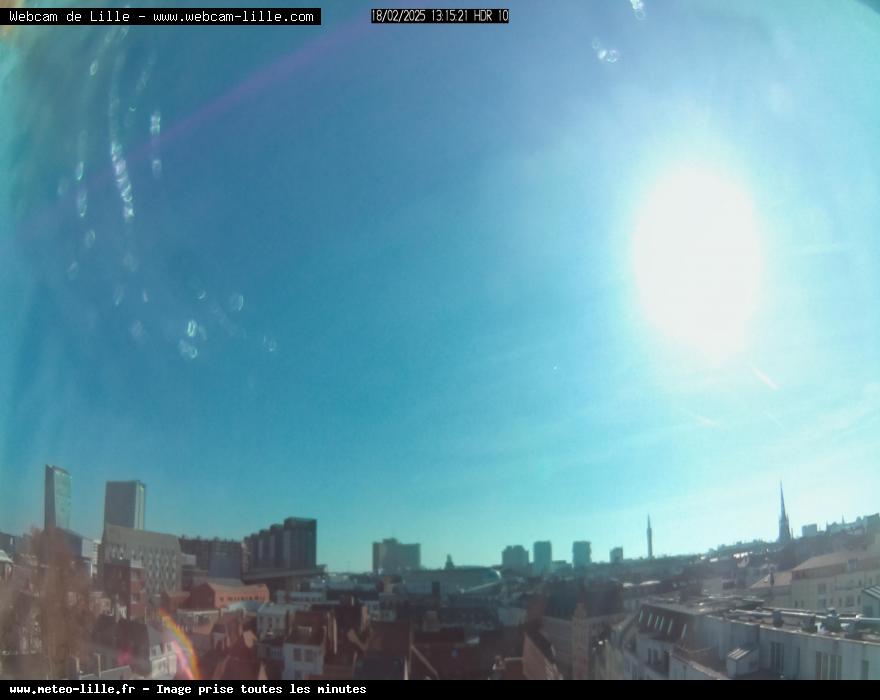 Webcam de Lille - www.webcam-lille.com
18/02/2025 13:15:21 HDR 10
www.meteo-lille.fr - Image prise toutes les minutes